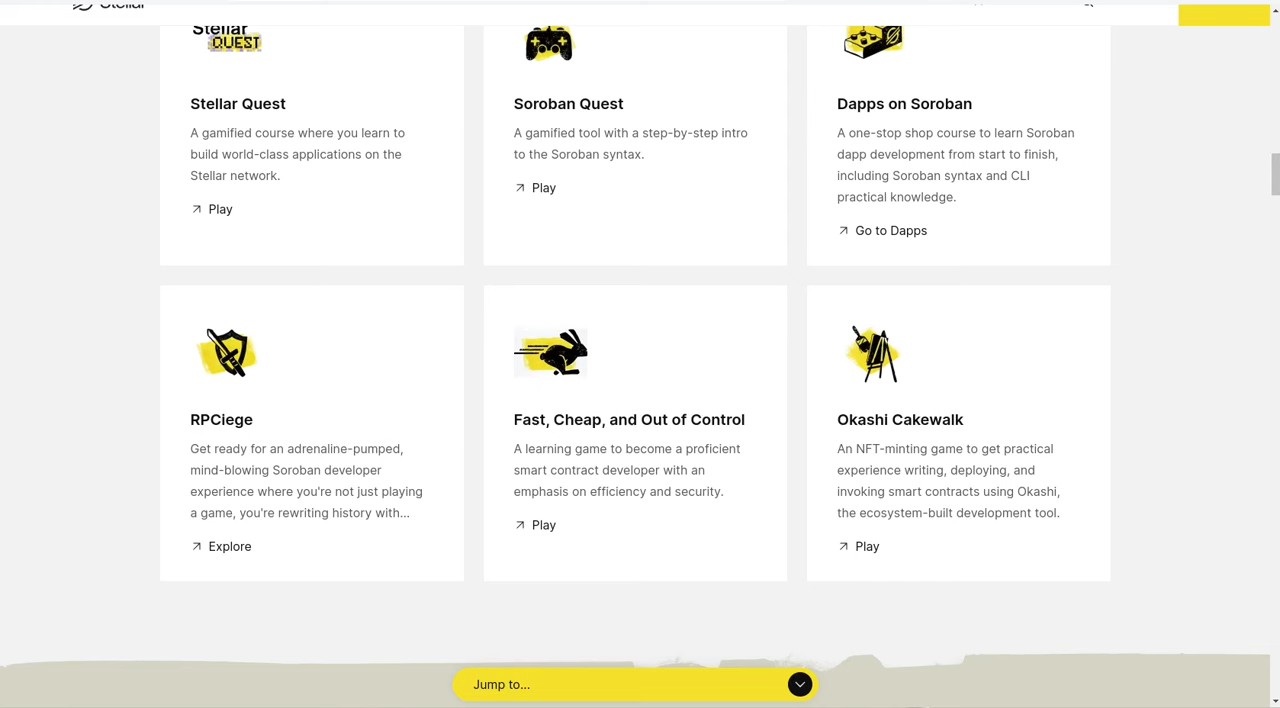 Stellar
Stellar
QUEST
Stellar Quest
A gamified course where you learn to
build world-class applications on the
Stellar network.
Play
Soroban Quest
A gamified tool with a step-by-step intro
to the Soroban syntax.
Play
Dapps on Soroban
A one-stop shop course to learn Soroban
dapp development from start to finish,
including Soroban syntax and CLI
practical knowledge.
Go to Dapps
RPCiege
Get ready for an adrenaline-pumped,
mind-blowing Soroban developer
experience where you're not just playing
a game, you're rewriting history with...
Explore
Fast, Cheap, and Out of Control
A learning game to become a proficient
smart contract developer with an
emphasis on efficiency and security.
Play
Okashi Cakewalk
An NFT-minting game to get practical
experience writing, deploying, and
invoking smart contracts using Okashi,
the ecosystem-built development tool.
Play
Jump to...